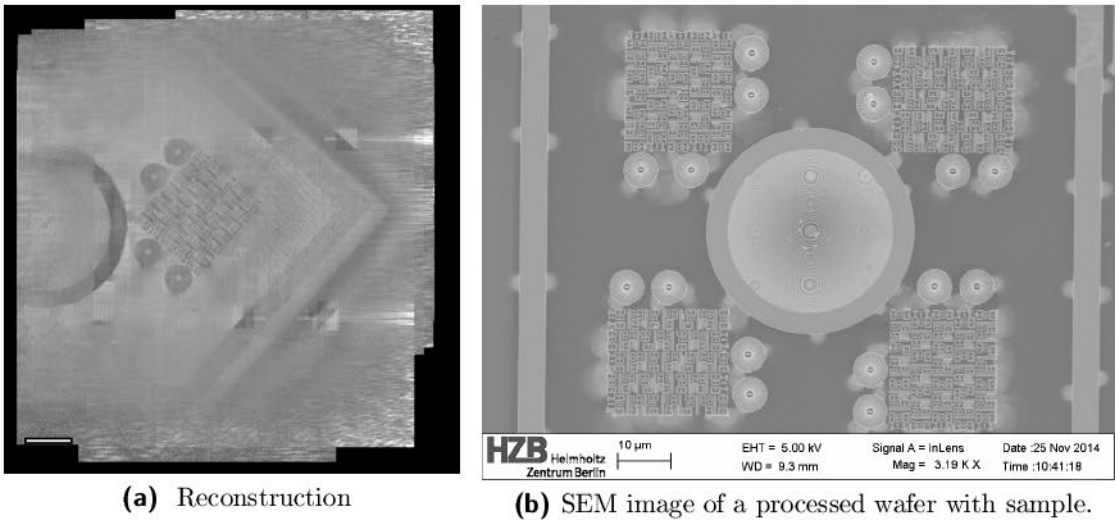 HZB Helmholtz
Zentrum Berlin
10 µm
EHT = 5.00 kV
WD = 9.3 mm
Signal A = InLens
Mag = 3.19 K X
Date :25 Nov 2014
Time :10:41:18
(a) Reconstruction
(b) SEM image of a processed wafer with sample.